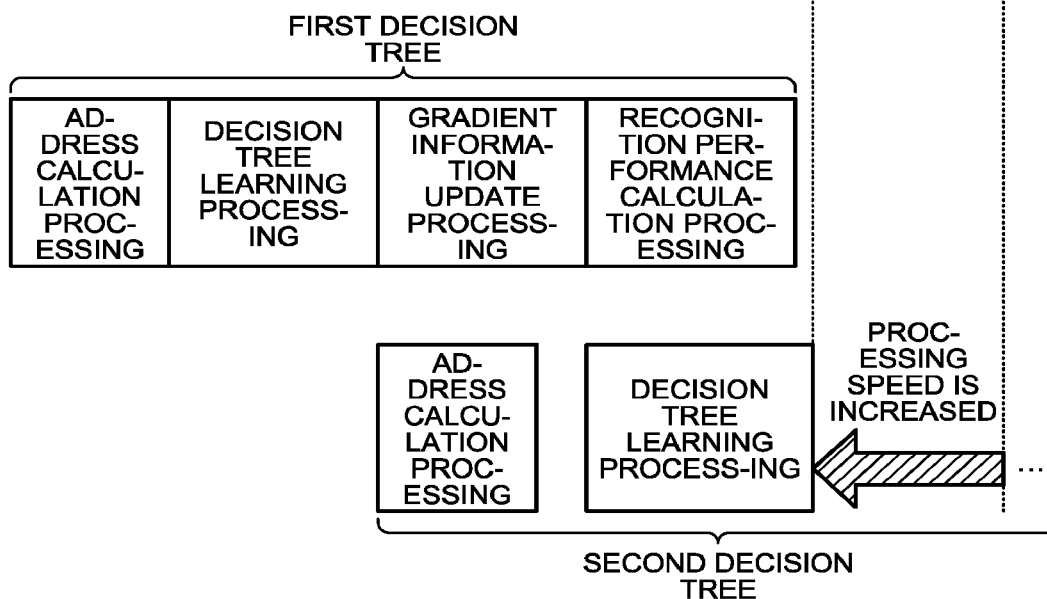 FIRST DECISION
TREE
AD-
DRESS
CALCU-
LATION
PROC-
ESSING
DECISION
TREE
LEARNING
PROCESS-
ING
GRADIENT
INFORMA-
TION
UPDATE
PROCESS-
ING
RECOGNI-
TION PER-
FORMANCE
CALCULA-
TION PROC-
ESSING
AD-
DRESS
CALCU-
LATION
PROC-
ESSING
DECISION
TREE
LEARNING
PROCESS-ING
PROC-
ESSING
SPEED IS
INCREASED
...
SECOND DECISION
TREE